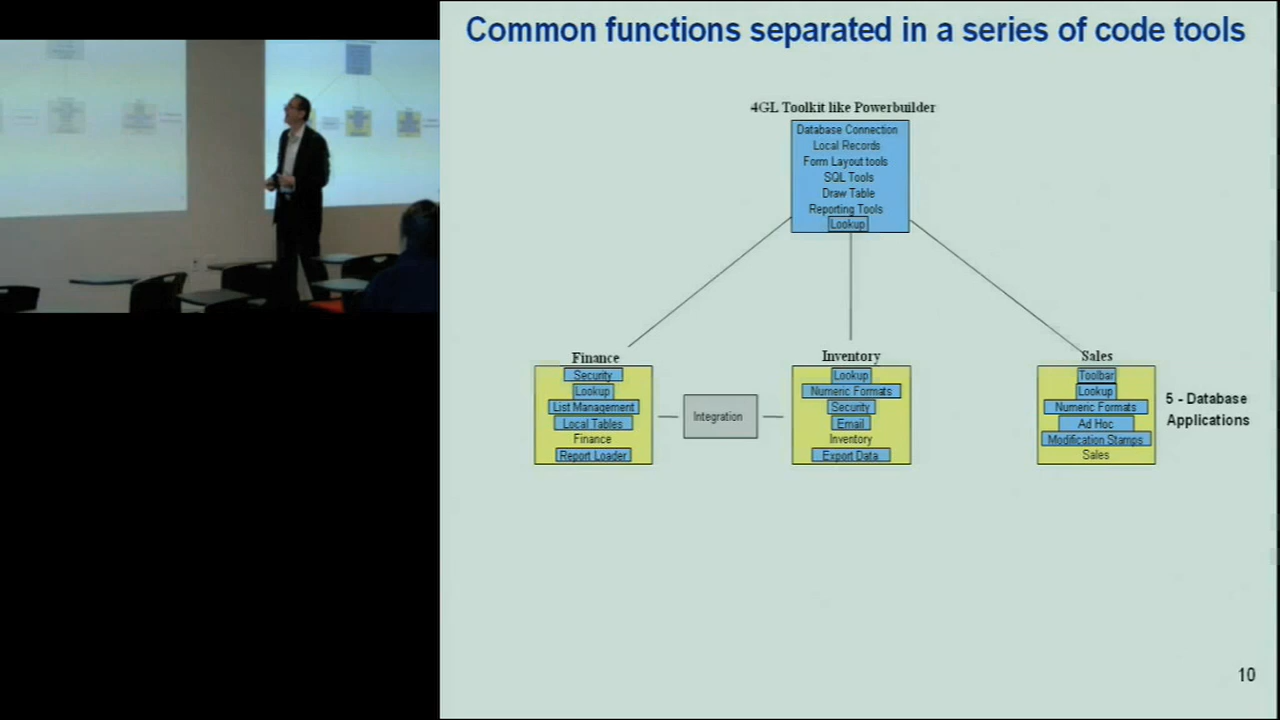 Common functions separated in a series of code tools
4GL Toolkit like Powerbuilder
Database Connection
Local Records
Form Layout tools
SQL Tools
Draw Table
Reporting Tools
Lookup
Finance
Security
Lookup
List Management
Local Tables
Finance
Report Loader
Integration
Inventory
Lookup
Numeric Formats
Security
Email
Inventory
Export Data
Sales
Toolbar
Lookup
Numeric Formats
Ad Hoc
Modification Stamps
Sales
5 - Database
Applications
10